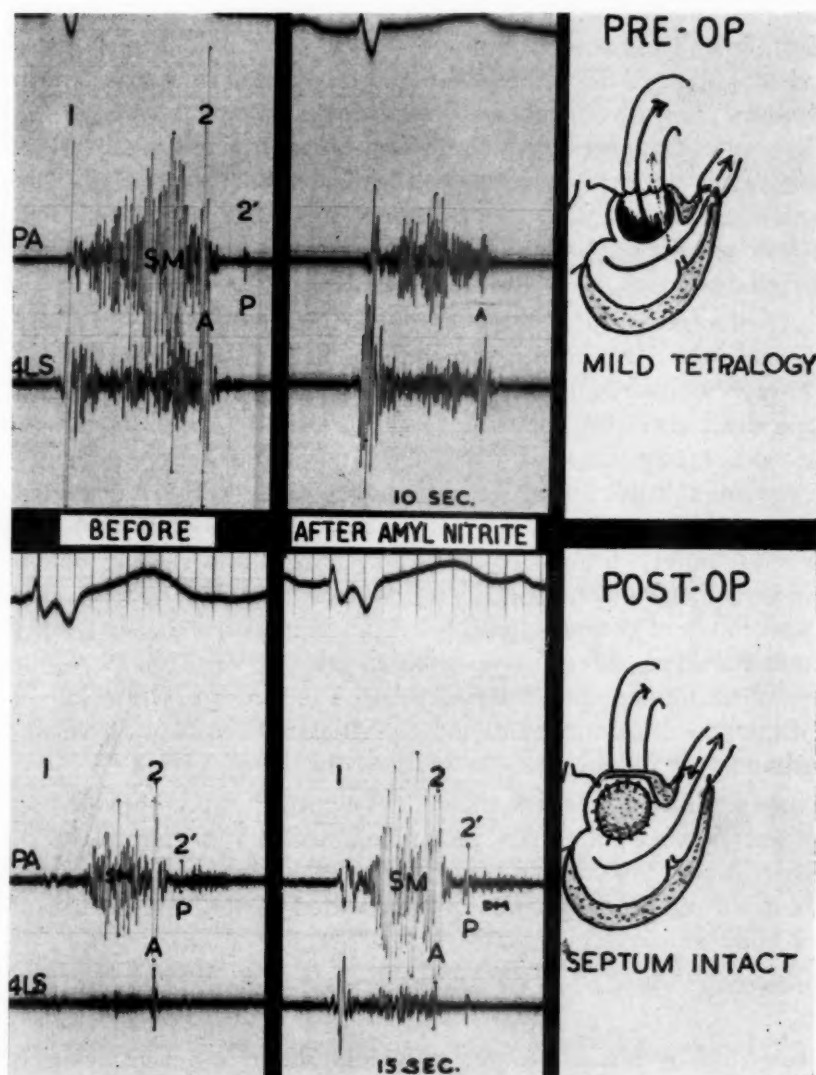 PRE-OP
1
2
2'
PA
SM
P
A
A
4LS
MILD TETRALOGY
10 SEC.
BEFORE
AFTER AMYL NITRITE
POST-OP
1
2
2'
PA
P
A
4LS
1
2
2'
SM
DM
P
A
SEPTUM INTACT
15 SEC.